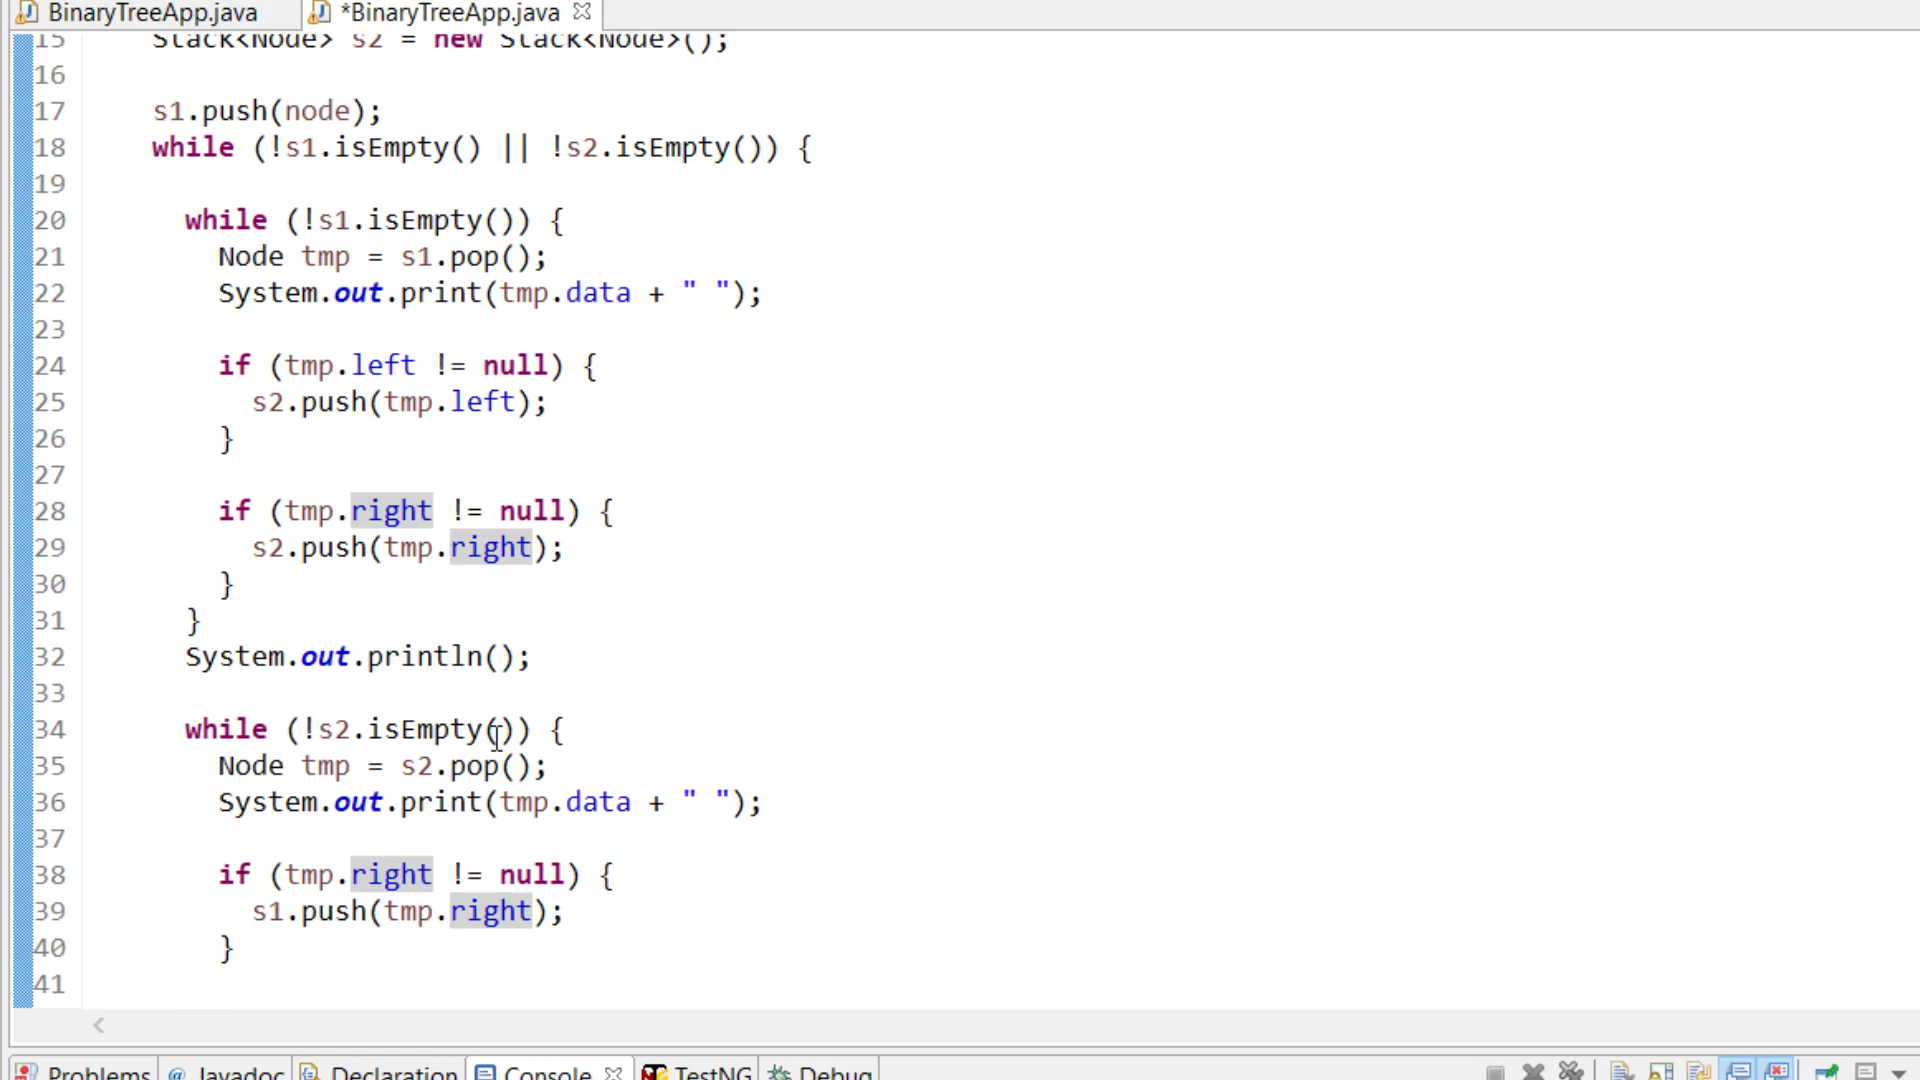 BinaryTreeApp.java *BinaryTreeApp.java
15 Stack<Node> s2 = new Stack<Node>();
16
17 s1.push(node);
18 while (!s1.isEmpty() || !s2.isEmpty()) {
19
20 while (!s1.isEmpty()) {
21 Node tmp = s1.pop();
22 System.out.print(tmp.data + " ");
23
24 if (tmp.left != null) {
25 s2.push(tmp.left);
26 }
27
28 if (tmp.right != null) {
29 s2.push(tmp.right);
30 }
31 }
32 System.out.println();
33
34 while (!s2.isEmpty()) {
35 Node tmp = s2.pop();
36 System.out.print(tmp.data + " ");
37
38 if (tmp.right != null) {
39 s1.push(tmp.right);
40 }
41
Problems @ Javadoc Declaration Console TestNG Debug